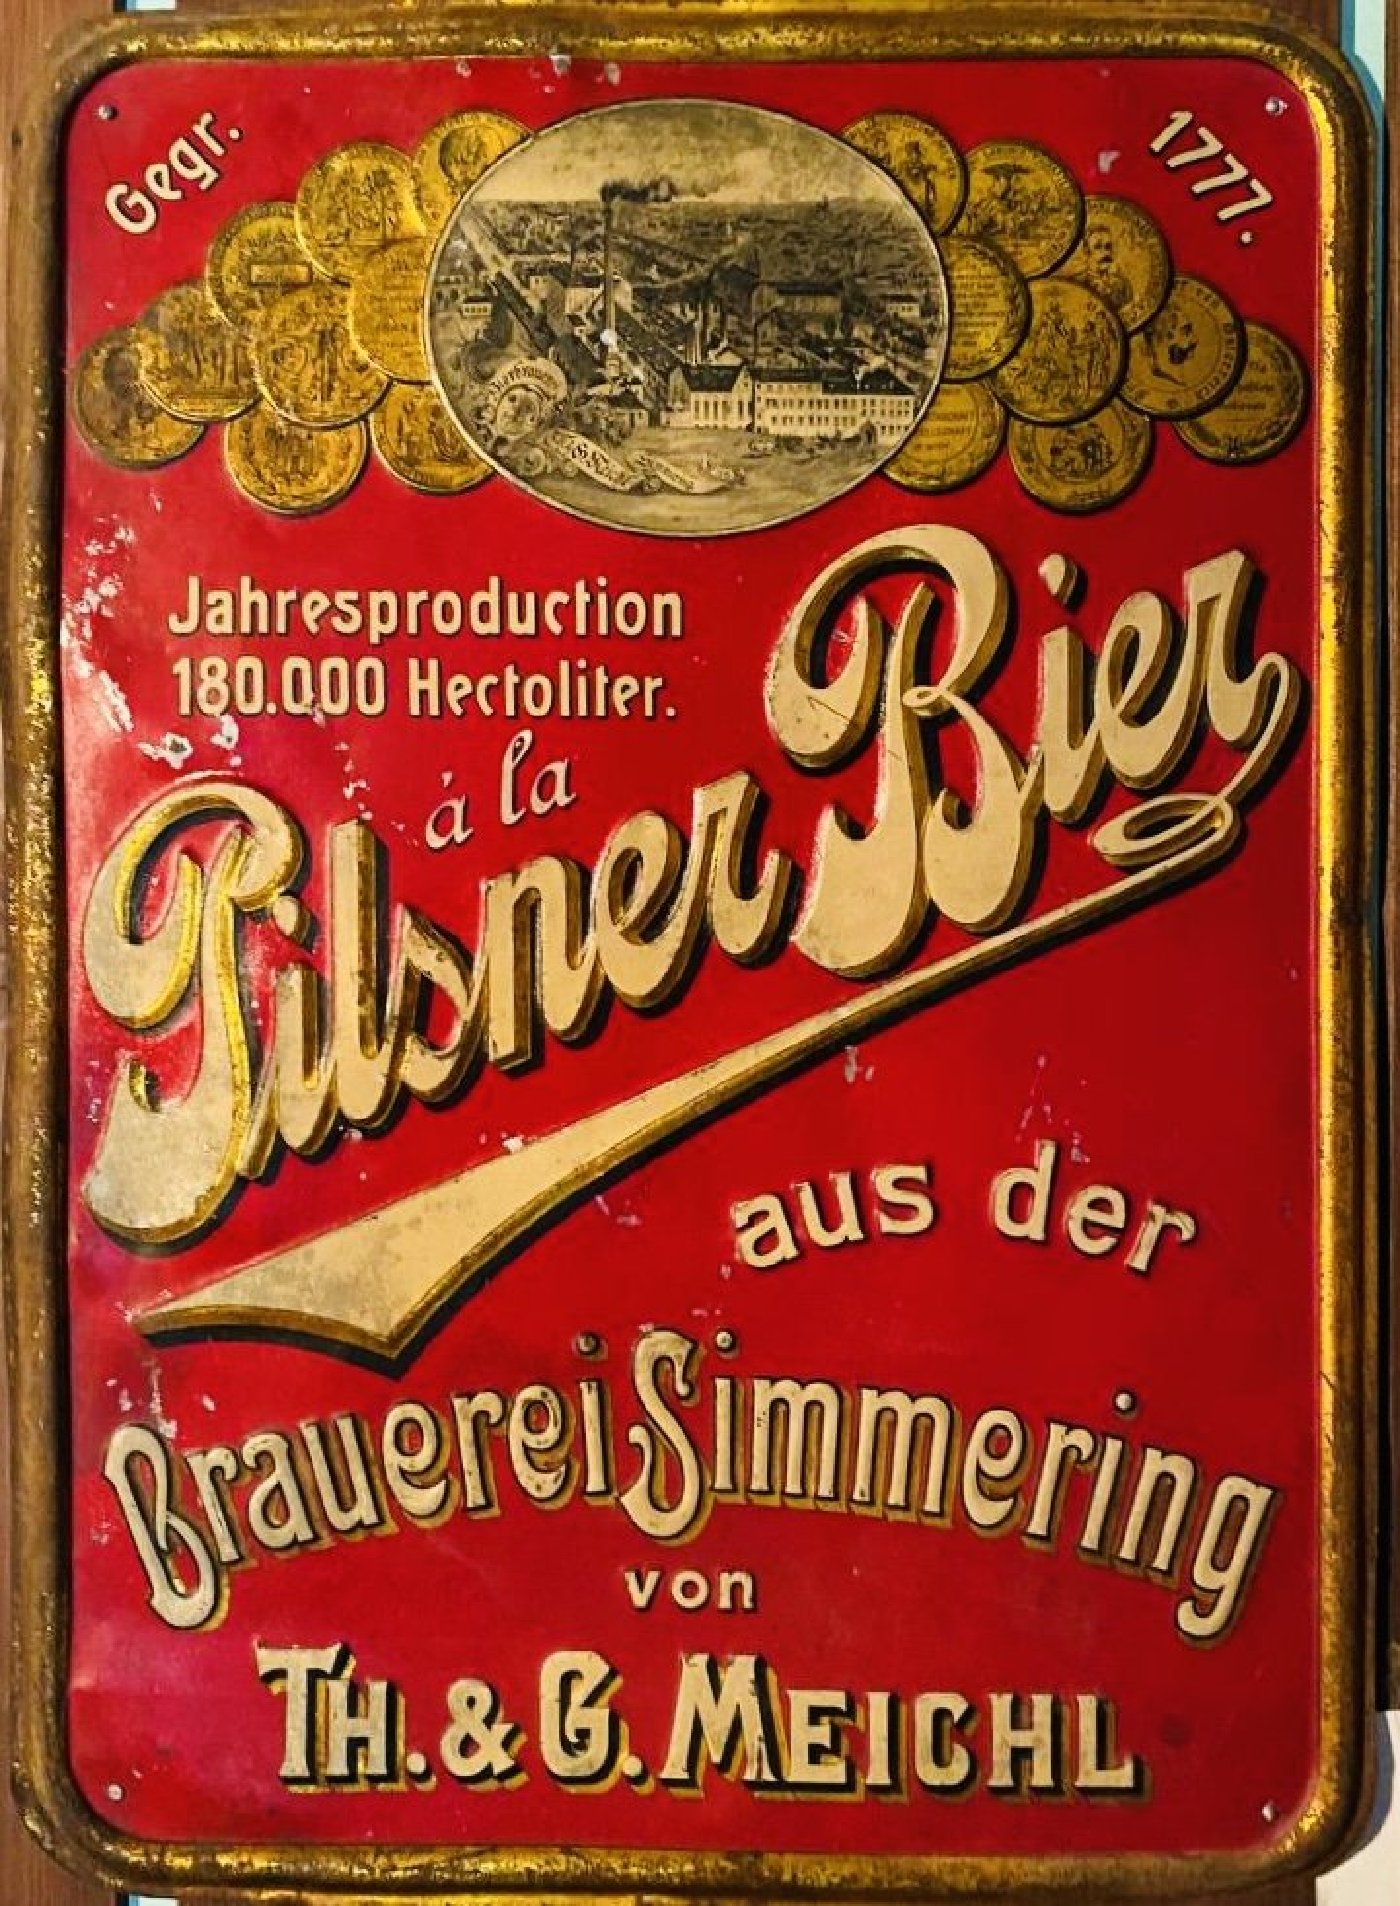 Gegr. 1777.
Jahresproduction
180.000 Hectoliter.
à la
Pilsner Bier
aus der
Brauerei Simmering
von
TH. & G. MEICHL